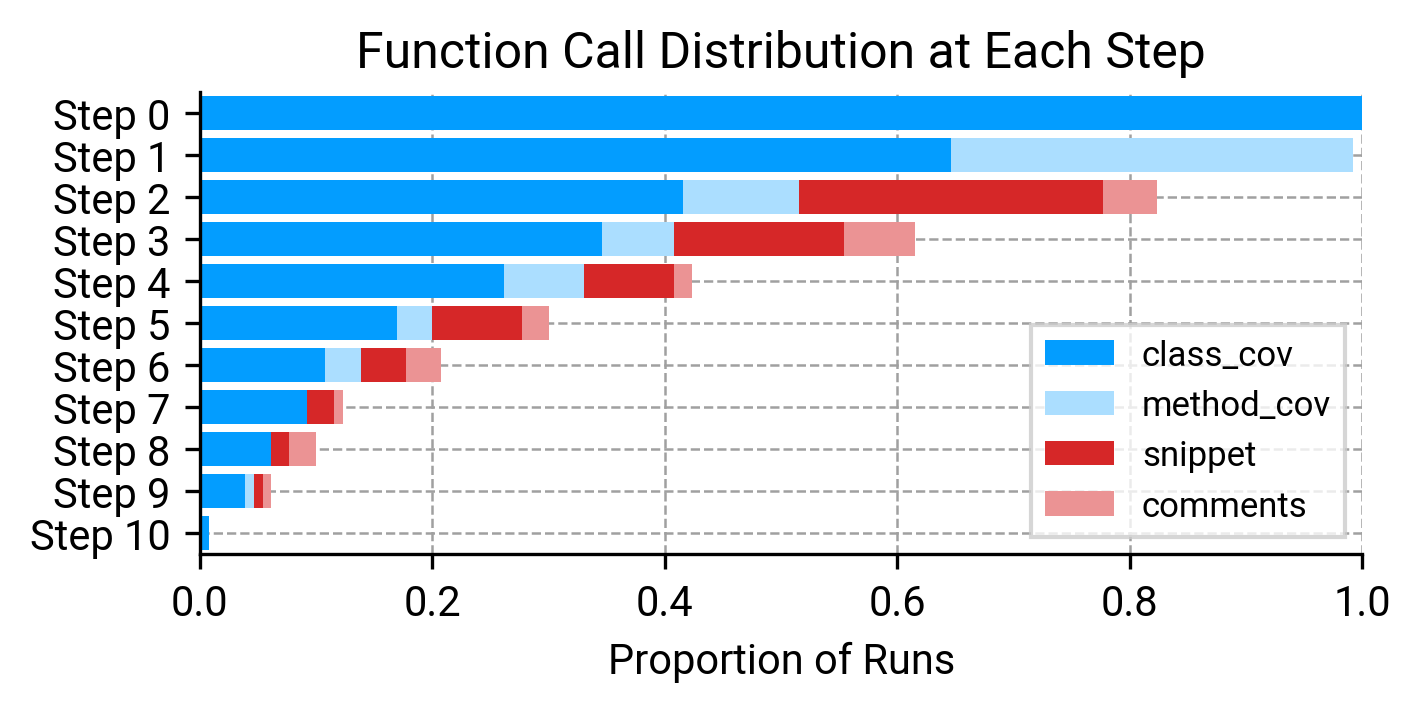 Function Call Distribution at Each Step
Step 0
Step 1
Step 2
Step 3
Step 4
Step 5
Step 6
Step 7
Step 8
Step 9
Step 10
class_cov
method_cov
snippet
comments
0.0 0.2 0.4 0.6 0.8 1.0
Proportion of Runs